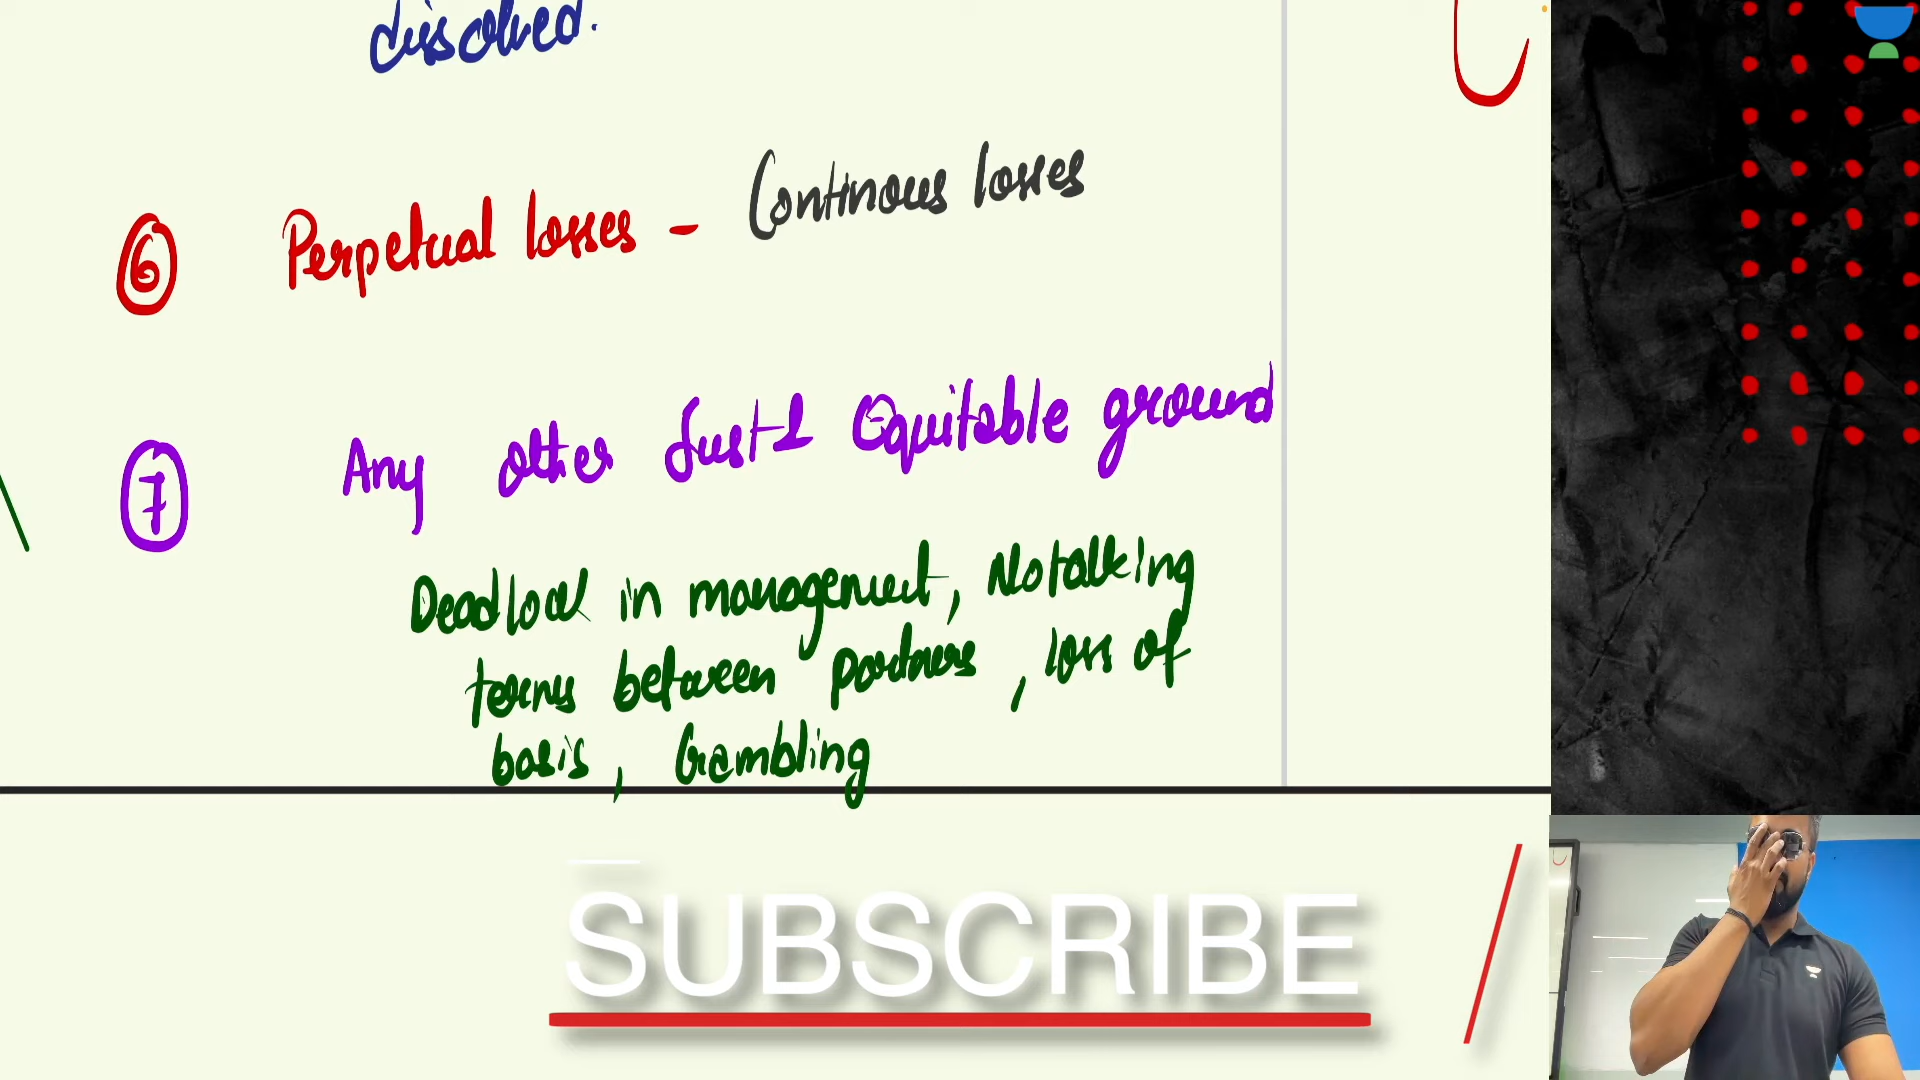 dissolved.
6 Perpetual losses - Continous losses
7 Any other Just & Equitable ground
Deadlock in management, No talking
terms between partners, loss of
basis, Gambling
SUBSCRIBE